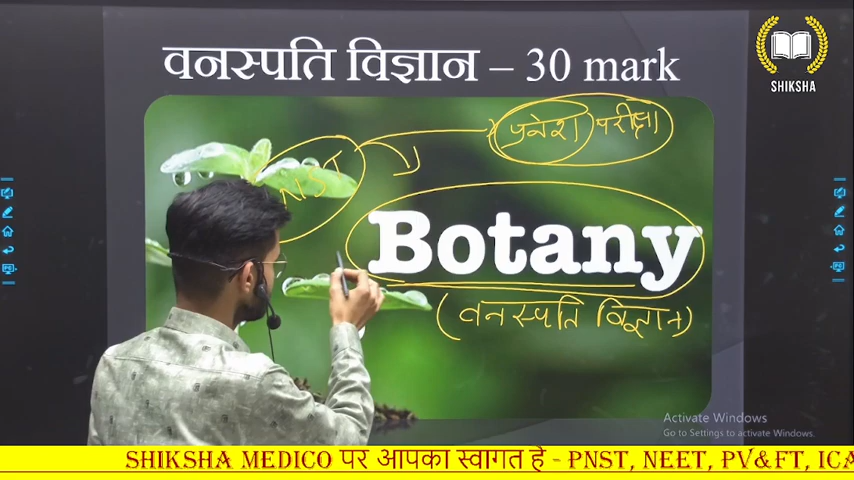 वनस्पति विज्ञान – 30 mark
SHIKSHA
प्रवेश परीक्षा
Botany
(वनस्पति विज्ञान)
Activate Windows
Go to Settings to activate Windows.
SHIKSHA MEDICO पर आपका स्वागत है - PNST, NEET, PV&FT, ICA